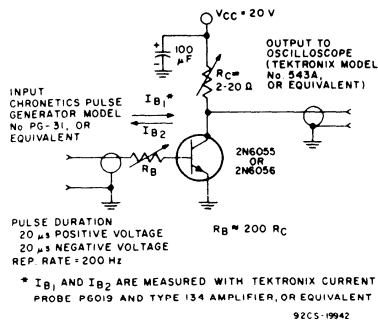 VCC = 20 V
100
µF
RC =
2-20 Ω
OUTPUT TO
OSCILLOSCOPE
(TEKTRONIX MODEL
No. 543A,
OR EQUIVALENT)
INPUT
CHRONETICS PULSE
GENERATOR MODEL
No PG-31, OR
EQUIVALENT
IB1*
IB2
RB
2N6055
OR
2N6056
PULSE DURATION
20 µs POSITIVE VOLTAGE
20 µs NEGATIVE VOLTAGE
REP. RATE = 200 Hz
RB ≈ 200 RC
* IB1 AND IB2 ARE MEASURED WITH TEKTRONIX CURRENT
PROBE P6019 AND TYPE 134 AMPLIFIER, OR EQUIVALENT
92CS-19942